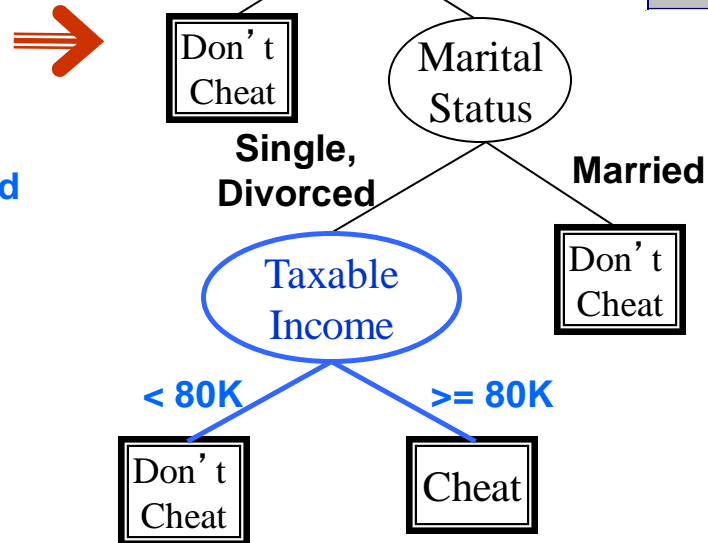 Don't
Cheat
Marital
Status
Single,
Divorced
Married
d
Taxable
Income
Don't
Cheat
< 80K
>= 80K
Don't
Cheat
Cheat